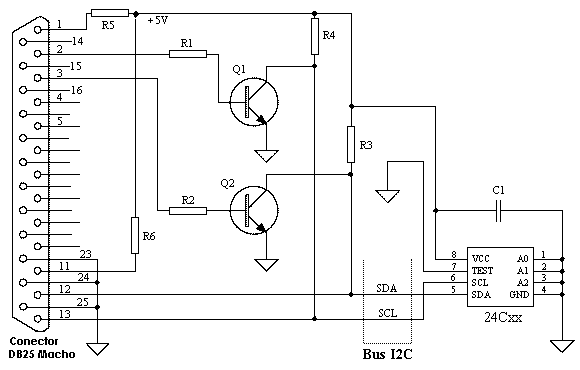 1
R5
+5V
14
2
R1
R4
15
3
Q1
16
4
5
R3
Q2
R2
C1
R6
23
11
24
12
25
13
8 VCC A0 1
7 TEST A1 2
6 SCL A2 3
5 SDA GND 4
SDA
SCL
24Cxx
Bus I2C
Conector
DB25 Macho